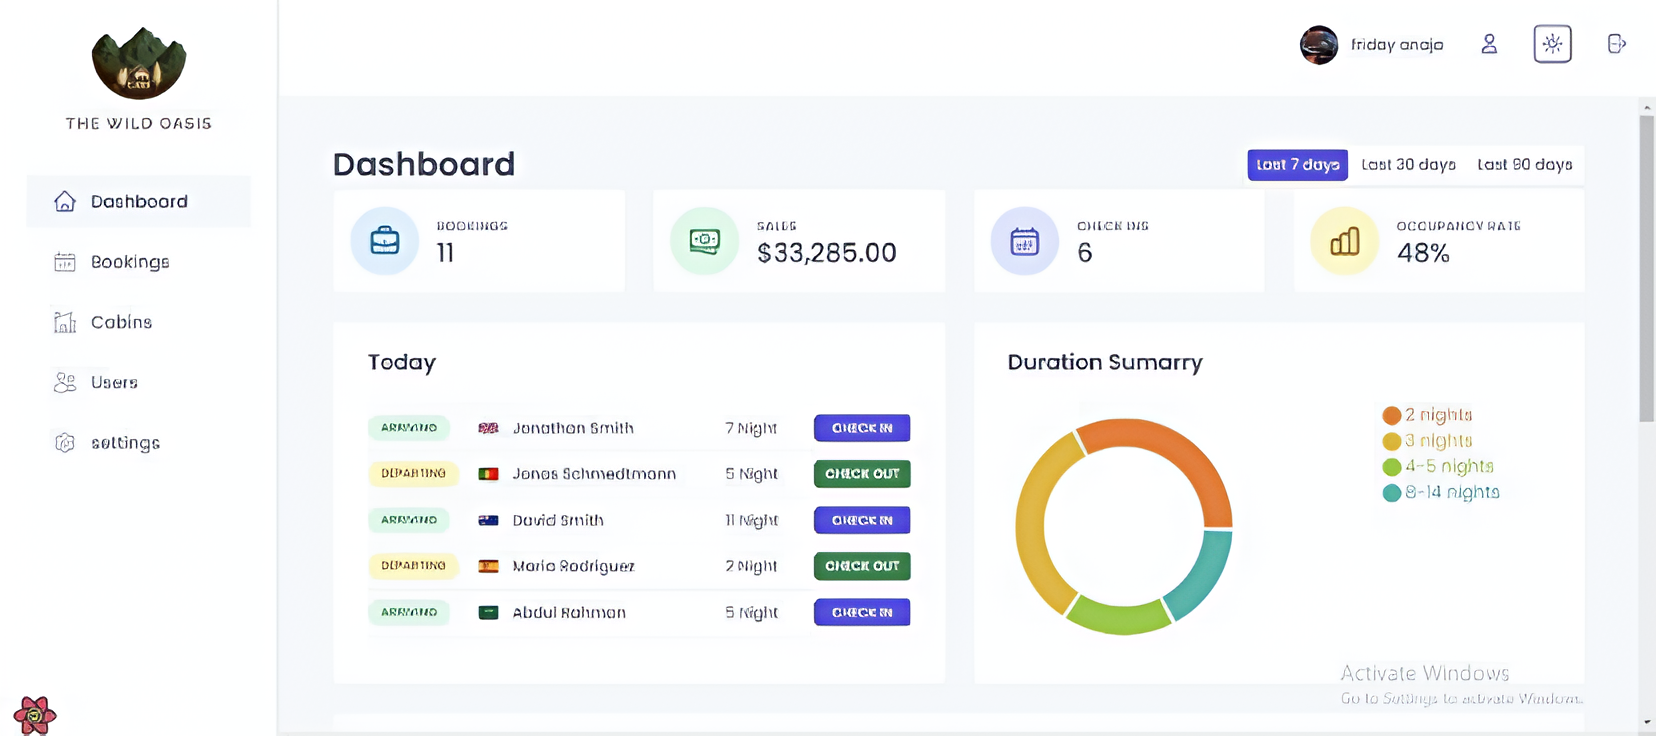 THE WILD OASIS
friday anaja
Dashboard
Bookings
Cabins
Users
settings
Dashboard
Last 7 days
Last 30 days
Last 90 days
BOOKINGS
11
SALES
$33,285.00
CHECK INS
6
OCCUPANCY RATE
48%
Today
ARRIVING Jonathan Smith 7 Night CHECK IN
DEPARTING Jonas Schmedtmann 5 Night CHECK OUT
ARRIVING David Smith 11 Night CHECK IN
DEPARTING Maria Rodriguez 2 Night CHECK OUT
ARRIVING Abdul Rahman 5 Night CHECK IN
Duration Sumarry
2 nights
3 nights
4-5 nights
8-14 nights
Activate Windows
Go to Settings to activate Windows.